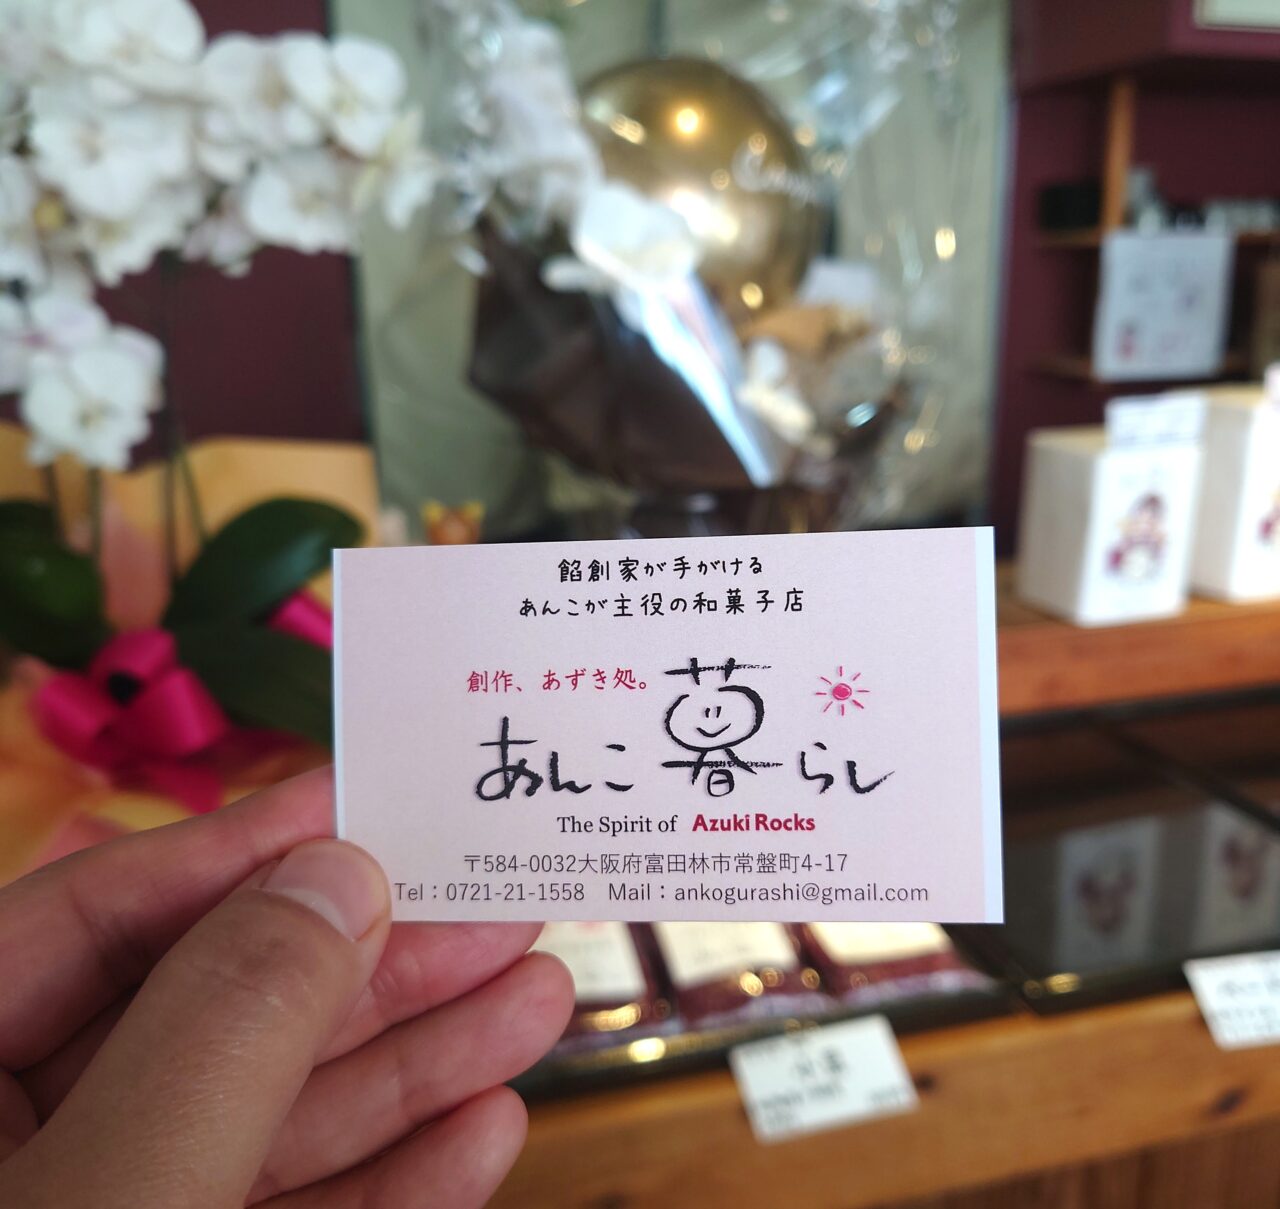 餡創家が手がける
あんこが主役の和菓子店
創作、あずき処。
あんこ暮らし
The Spirit of Azuki Rocks
〒584-0032大阪府富田林市常盤町4-17
Tel：0721-21-1558 Mail：ankogurashi@gmail.com